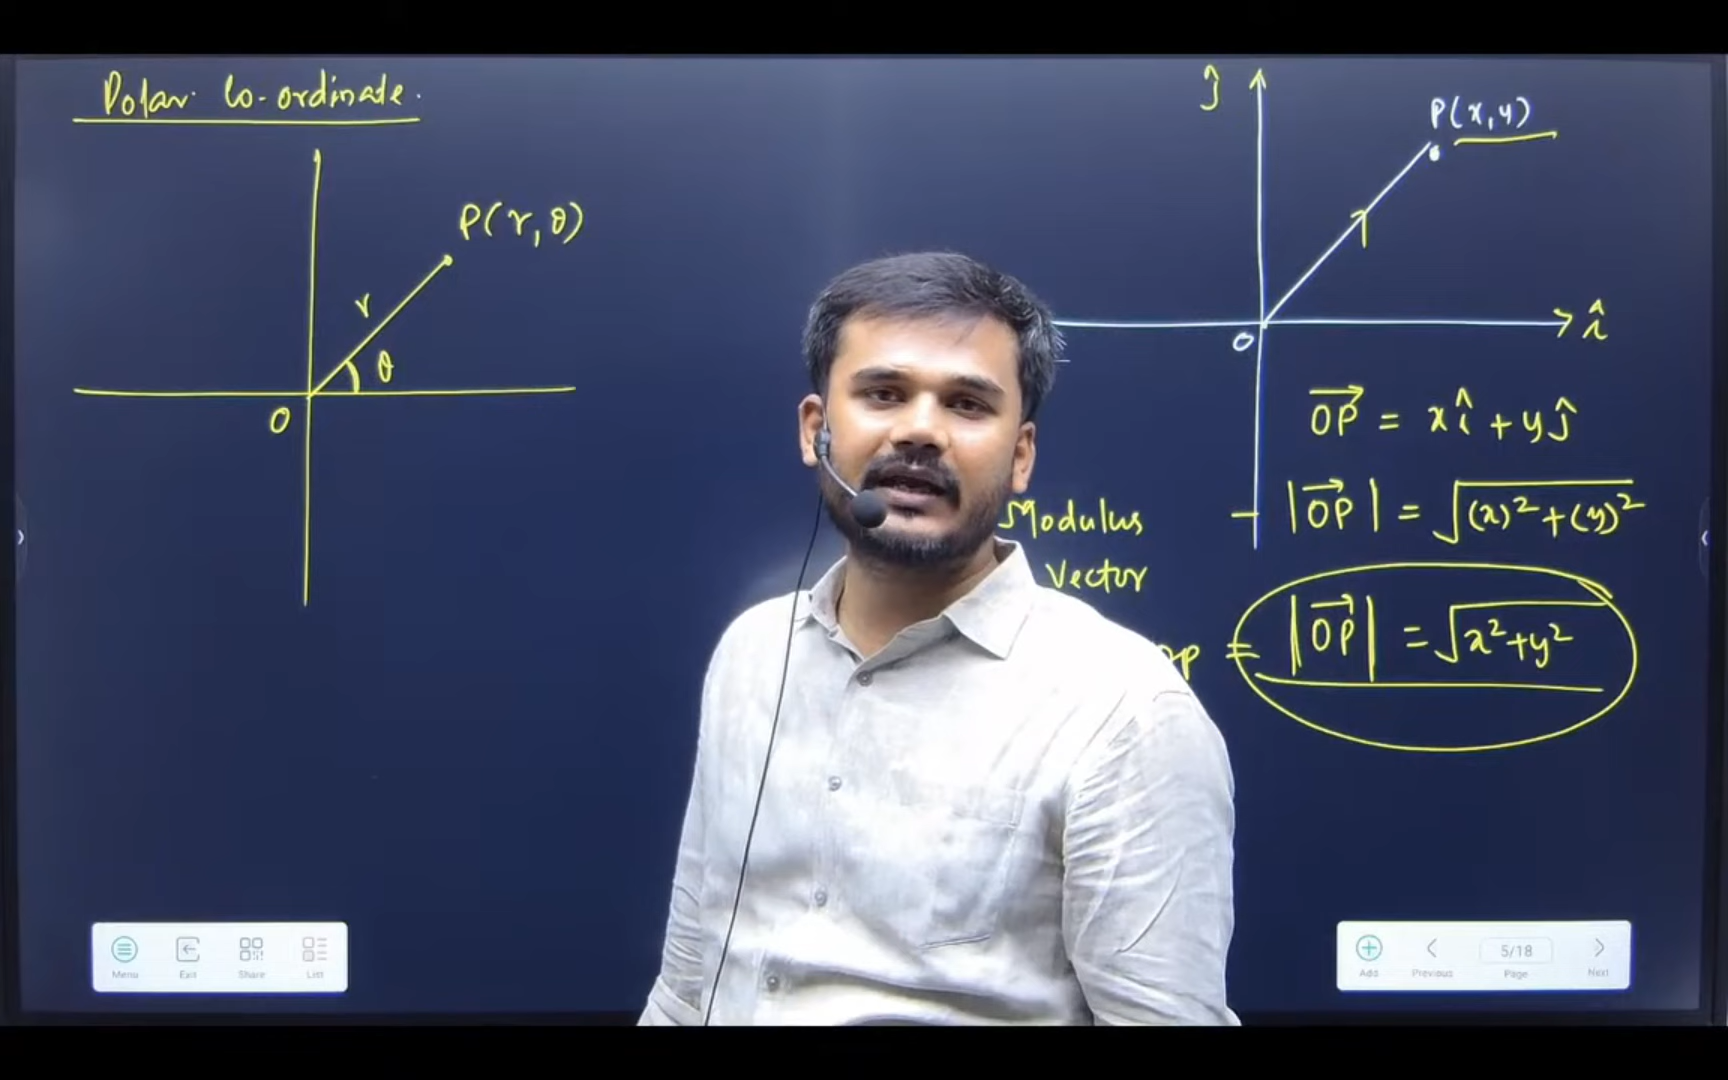 Polar Co-ordinate.
P(r, θ)
r
θ
O
ĵ
P(x, y)
î
O
OP⃗ = xî + yĵ
Modulus - |OP⃗| = √(x)² + (y)²
Vector
OP = |OP⃗| = √x² + y²
Menu
Exit
Share
List
Add
Previous
5/18
Page
Next